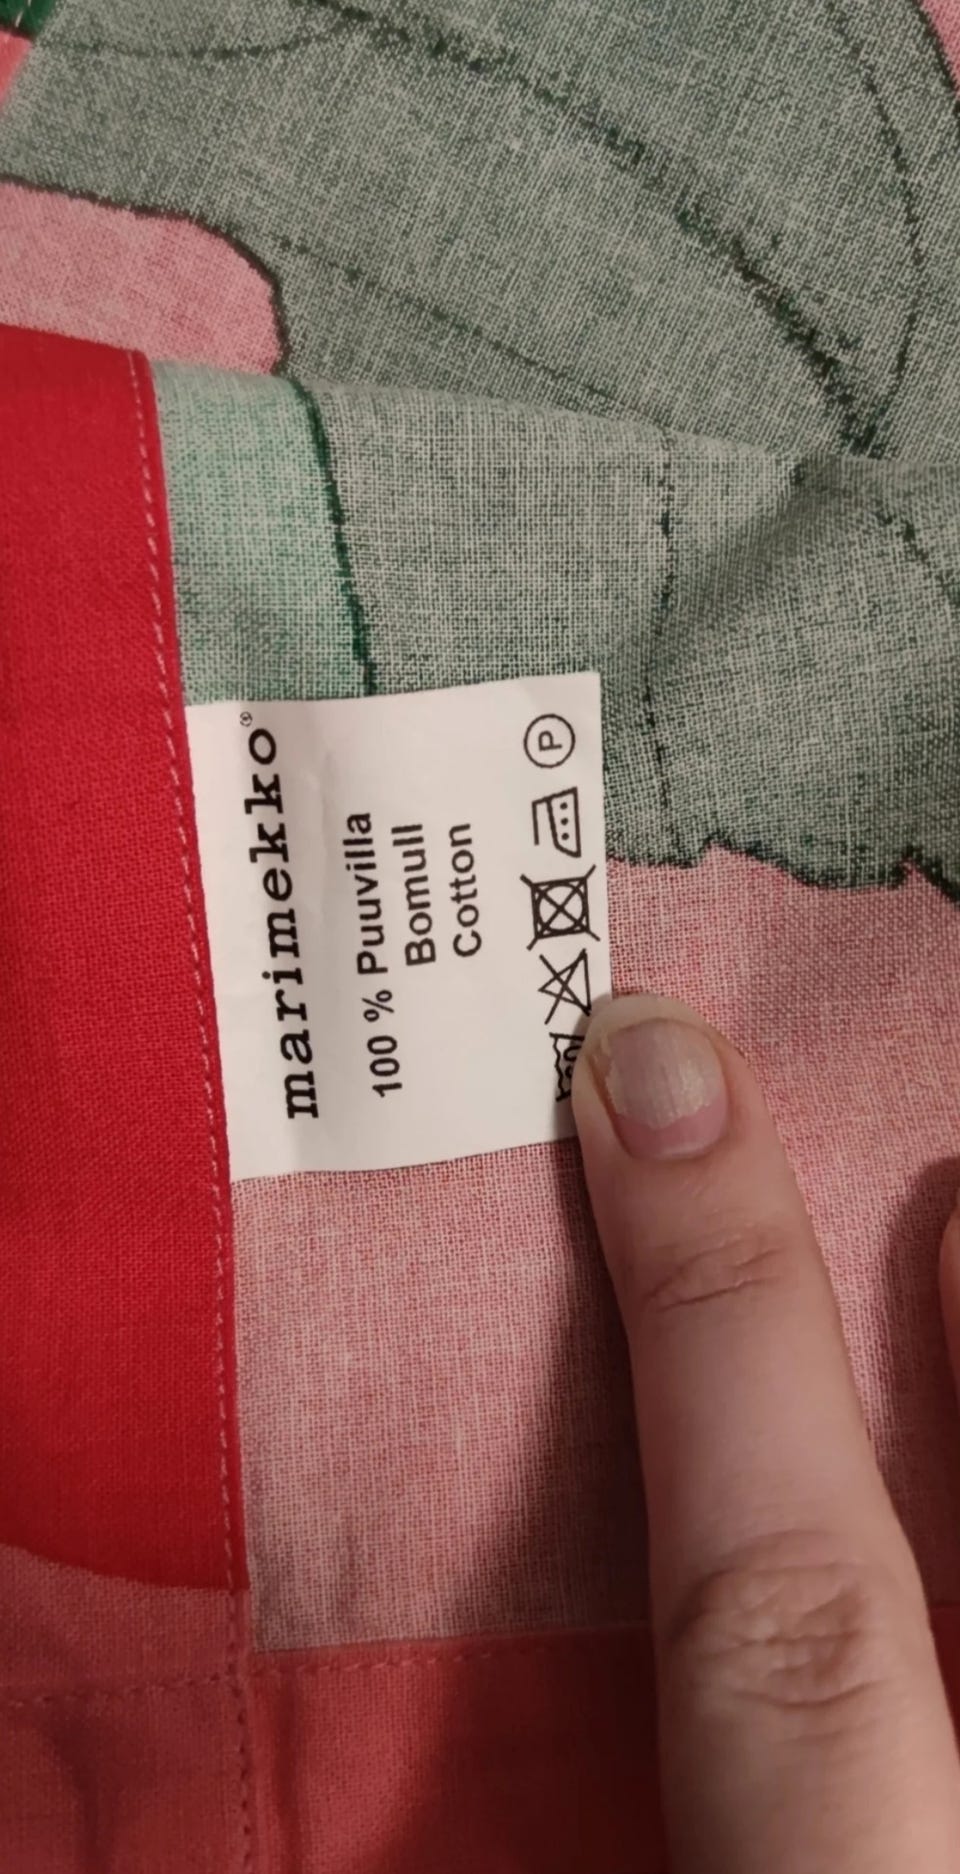 marimekko®
100 % Puuvilla
Bomull
Cotton
P